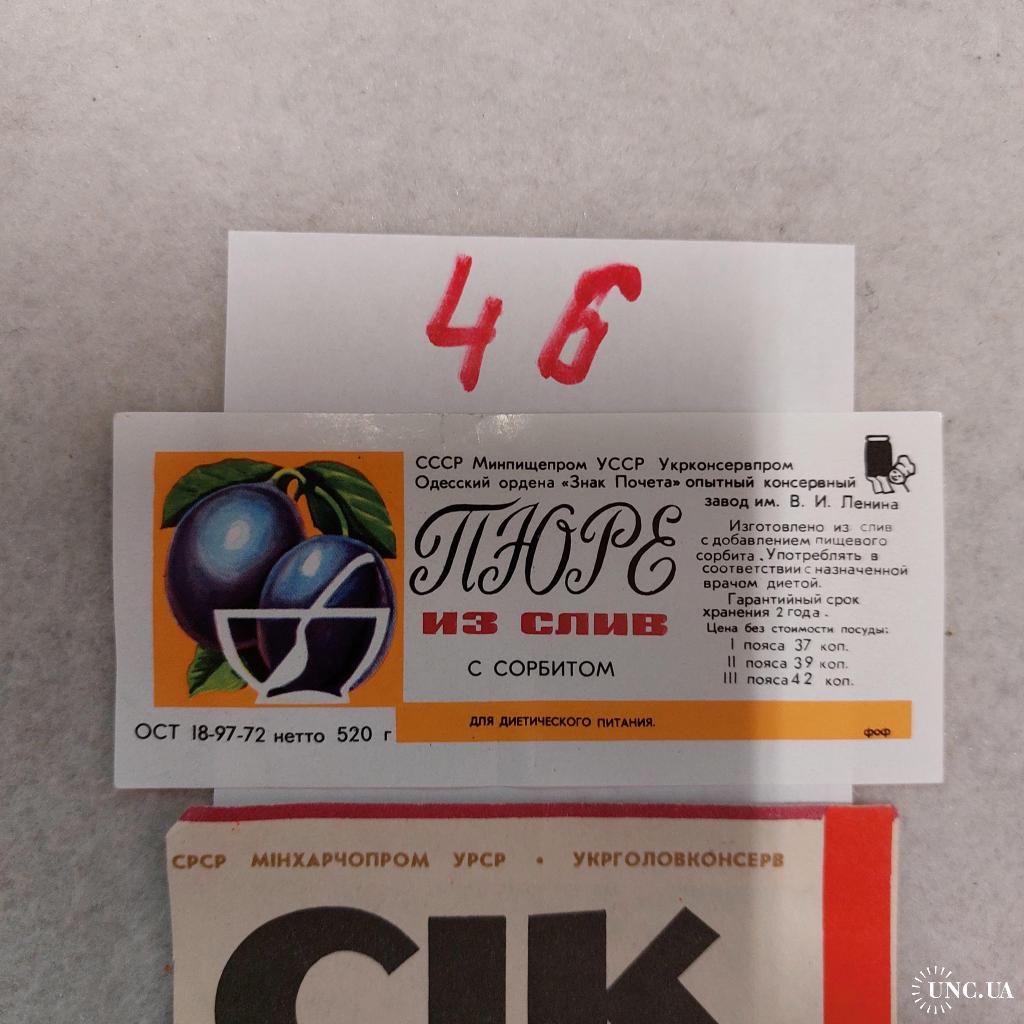 46
СССР Минпищепром УССР Укрконсервпром
Одесский ордена «Знак Почета» опытный консервный
завод им. В. И. Ленина
ПЮРЕ
ИЗ СЛИВ
С СОРБИТОМ
Изготовлено из слив
с добавлением пищевого
сорбита. Употреблять в
соответствии с назначенной
врачом диетой.
Гарантийный срок
хранения 2 года.
Цена без стоимости посуды:
I пояса 37 коп.
II пояса 39 коп.
III пояса 42 коп.
ОСТ 18-97-72 нетто 520 г
ДЛЯ ДИЕТИЧЕСКОГО ПИТАНИЯ.
фоф
СРСР МІНХАРЧОПРОМ УРСР • УКРГОЛОВКОНСЕРВ
СІК
UNC.UA